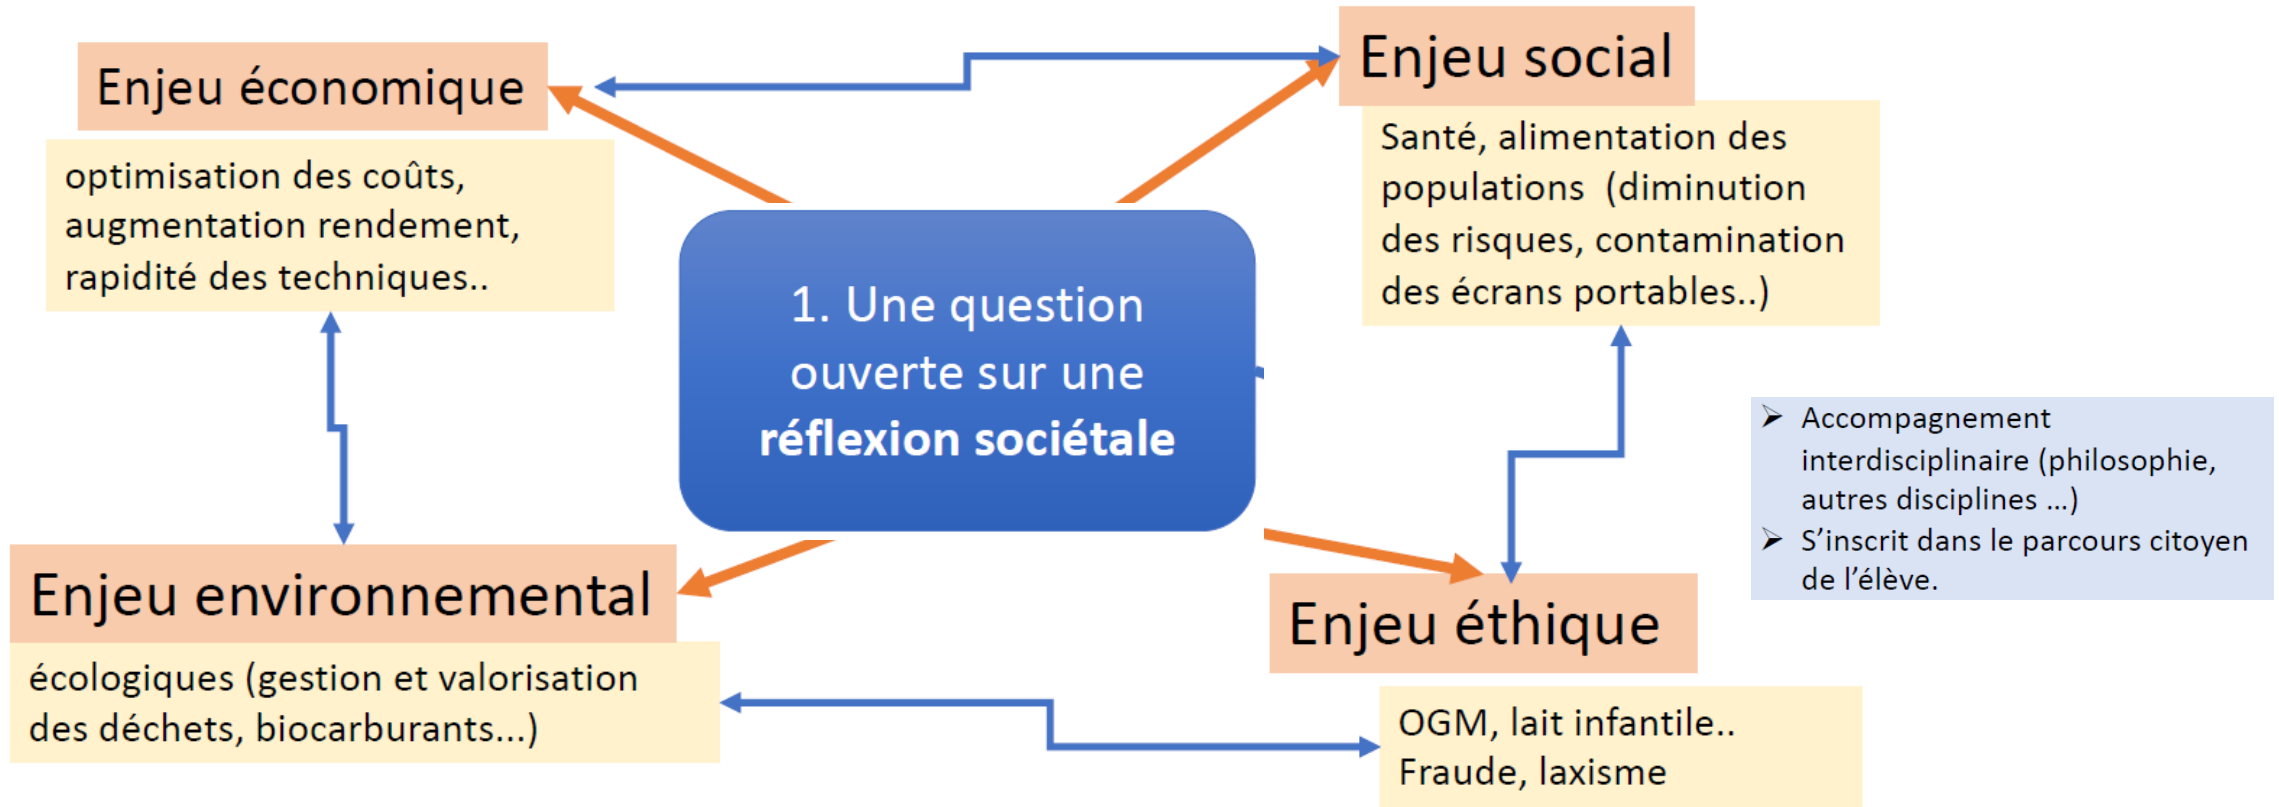 Enjeu économique
optimisation des coûts,
augmentation rendement,
rapidité des techniques..
Enjeu social
Santé, alimentation des
populations (diminution
des risques, contamination
des écrans portables..)
1. Une question
ouverte sur une
réflexion sociétale
➢ Accompagnement
interdisciplinaire (philosophie,
autres disciplines ...)
➢ S’inscrit dans le parcours citoyen
de l’élève.
Enjeu environnemental
écologiques (gestion et valorisation
des déchets, biocarburants...)
Enjeu éthique
OGM, lait infantile..
Fraude, laxisme